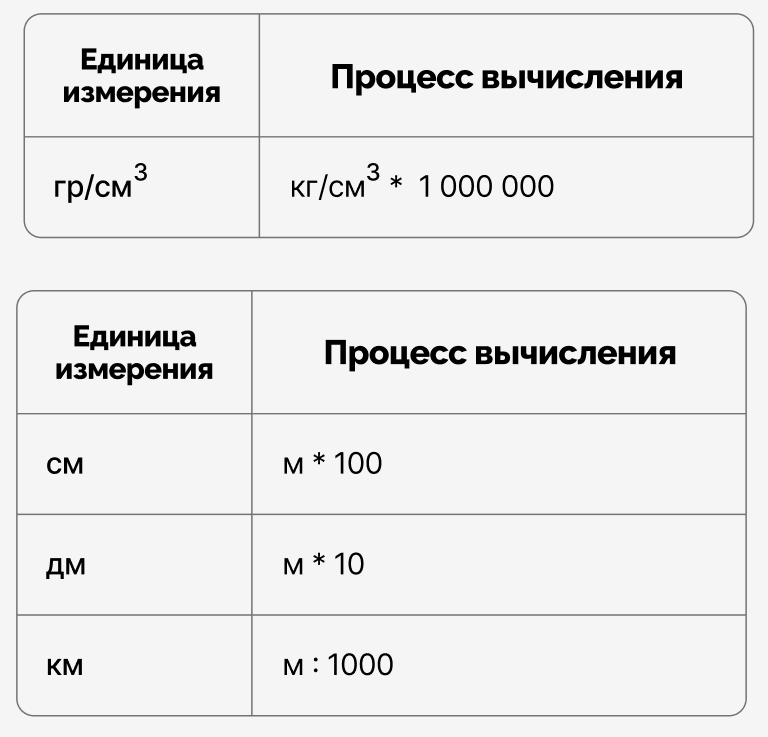 Единица
измерения
Процесс вычисления
гр/см³
кг/см³ * 1 000 000
Единица
измерения
Процесс вычисления
см
м * 100
дм
м * 10
км
м : 1000